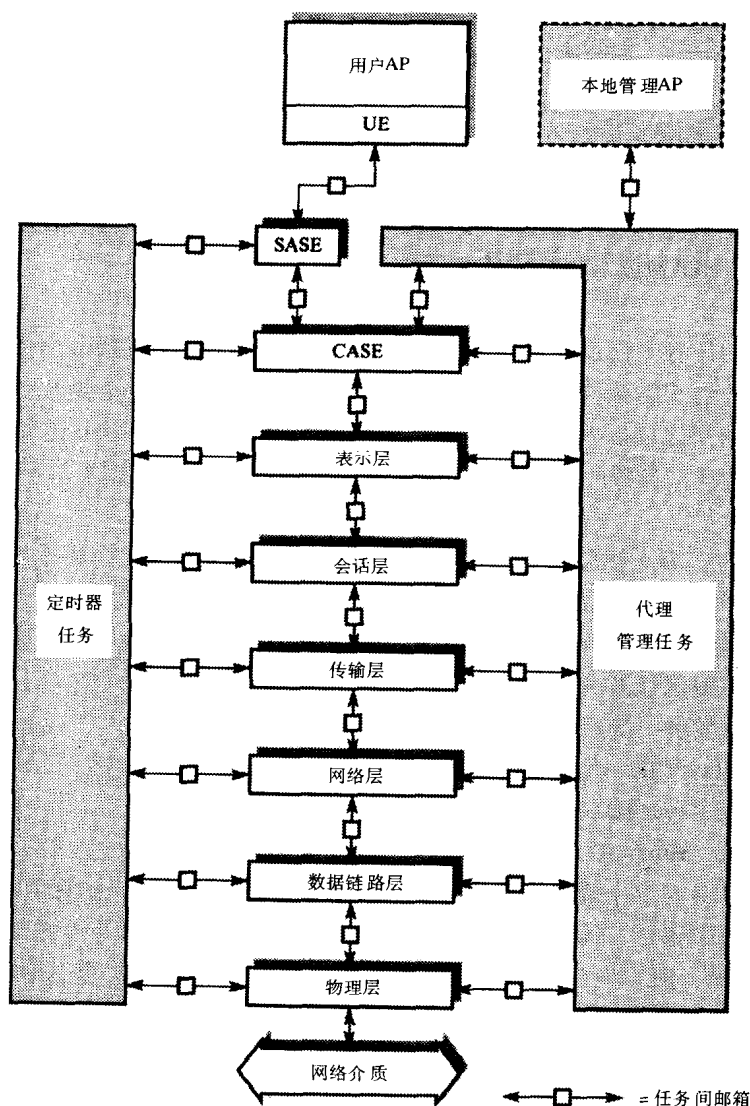 用户AP
UE
本地管理AP
SASE
CASE
表示层
会话层
定时器
任务
代理
管理任务
传输层
网络层
数据链路层
物理层
网络介质
=任务间邮箱